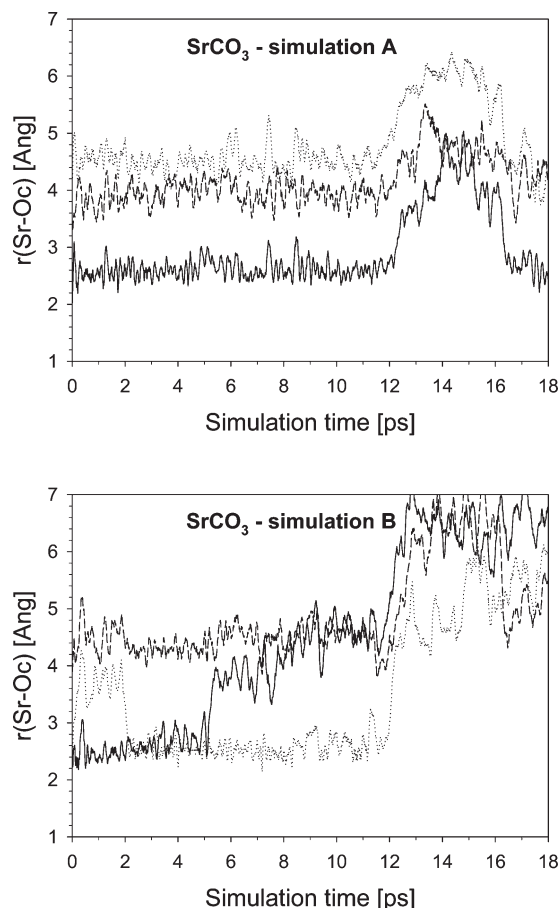 SrCO3 - simulation A
r(Sr-Oc) [Ang]
7
6
5
4
3
2
1
0 2 4 6 8 10 12 14 16 18
Simulation time [ps]
SrCO3 - simulation B
r(Sr-Oc) [Ang]
7
6
5
4
3
2
1
0 2 4 6 8 10 12 14 16 18
Simulation time [ps]